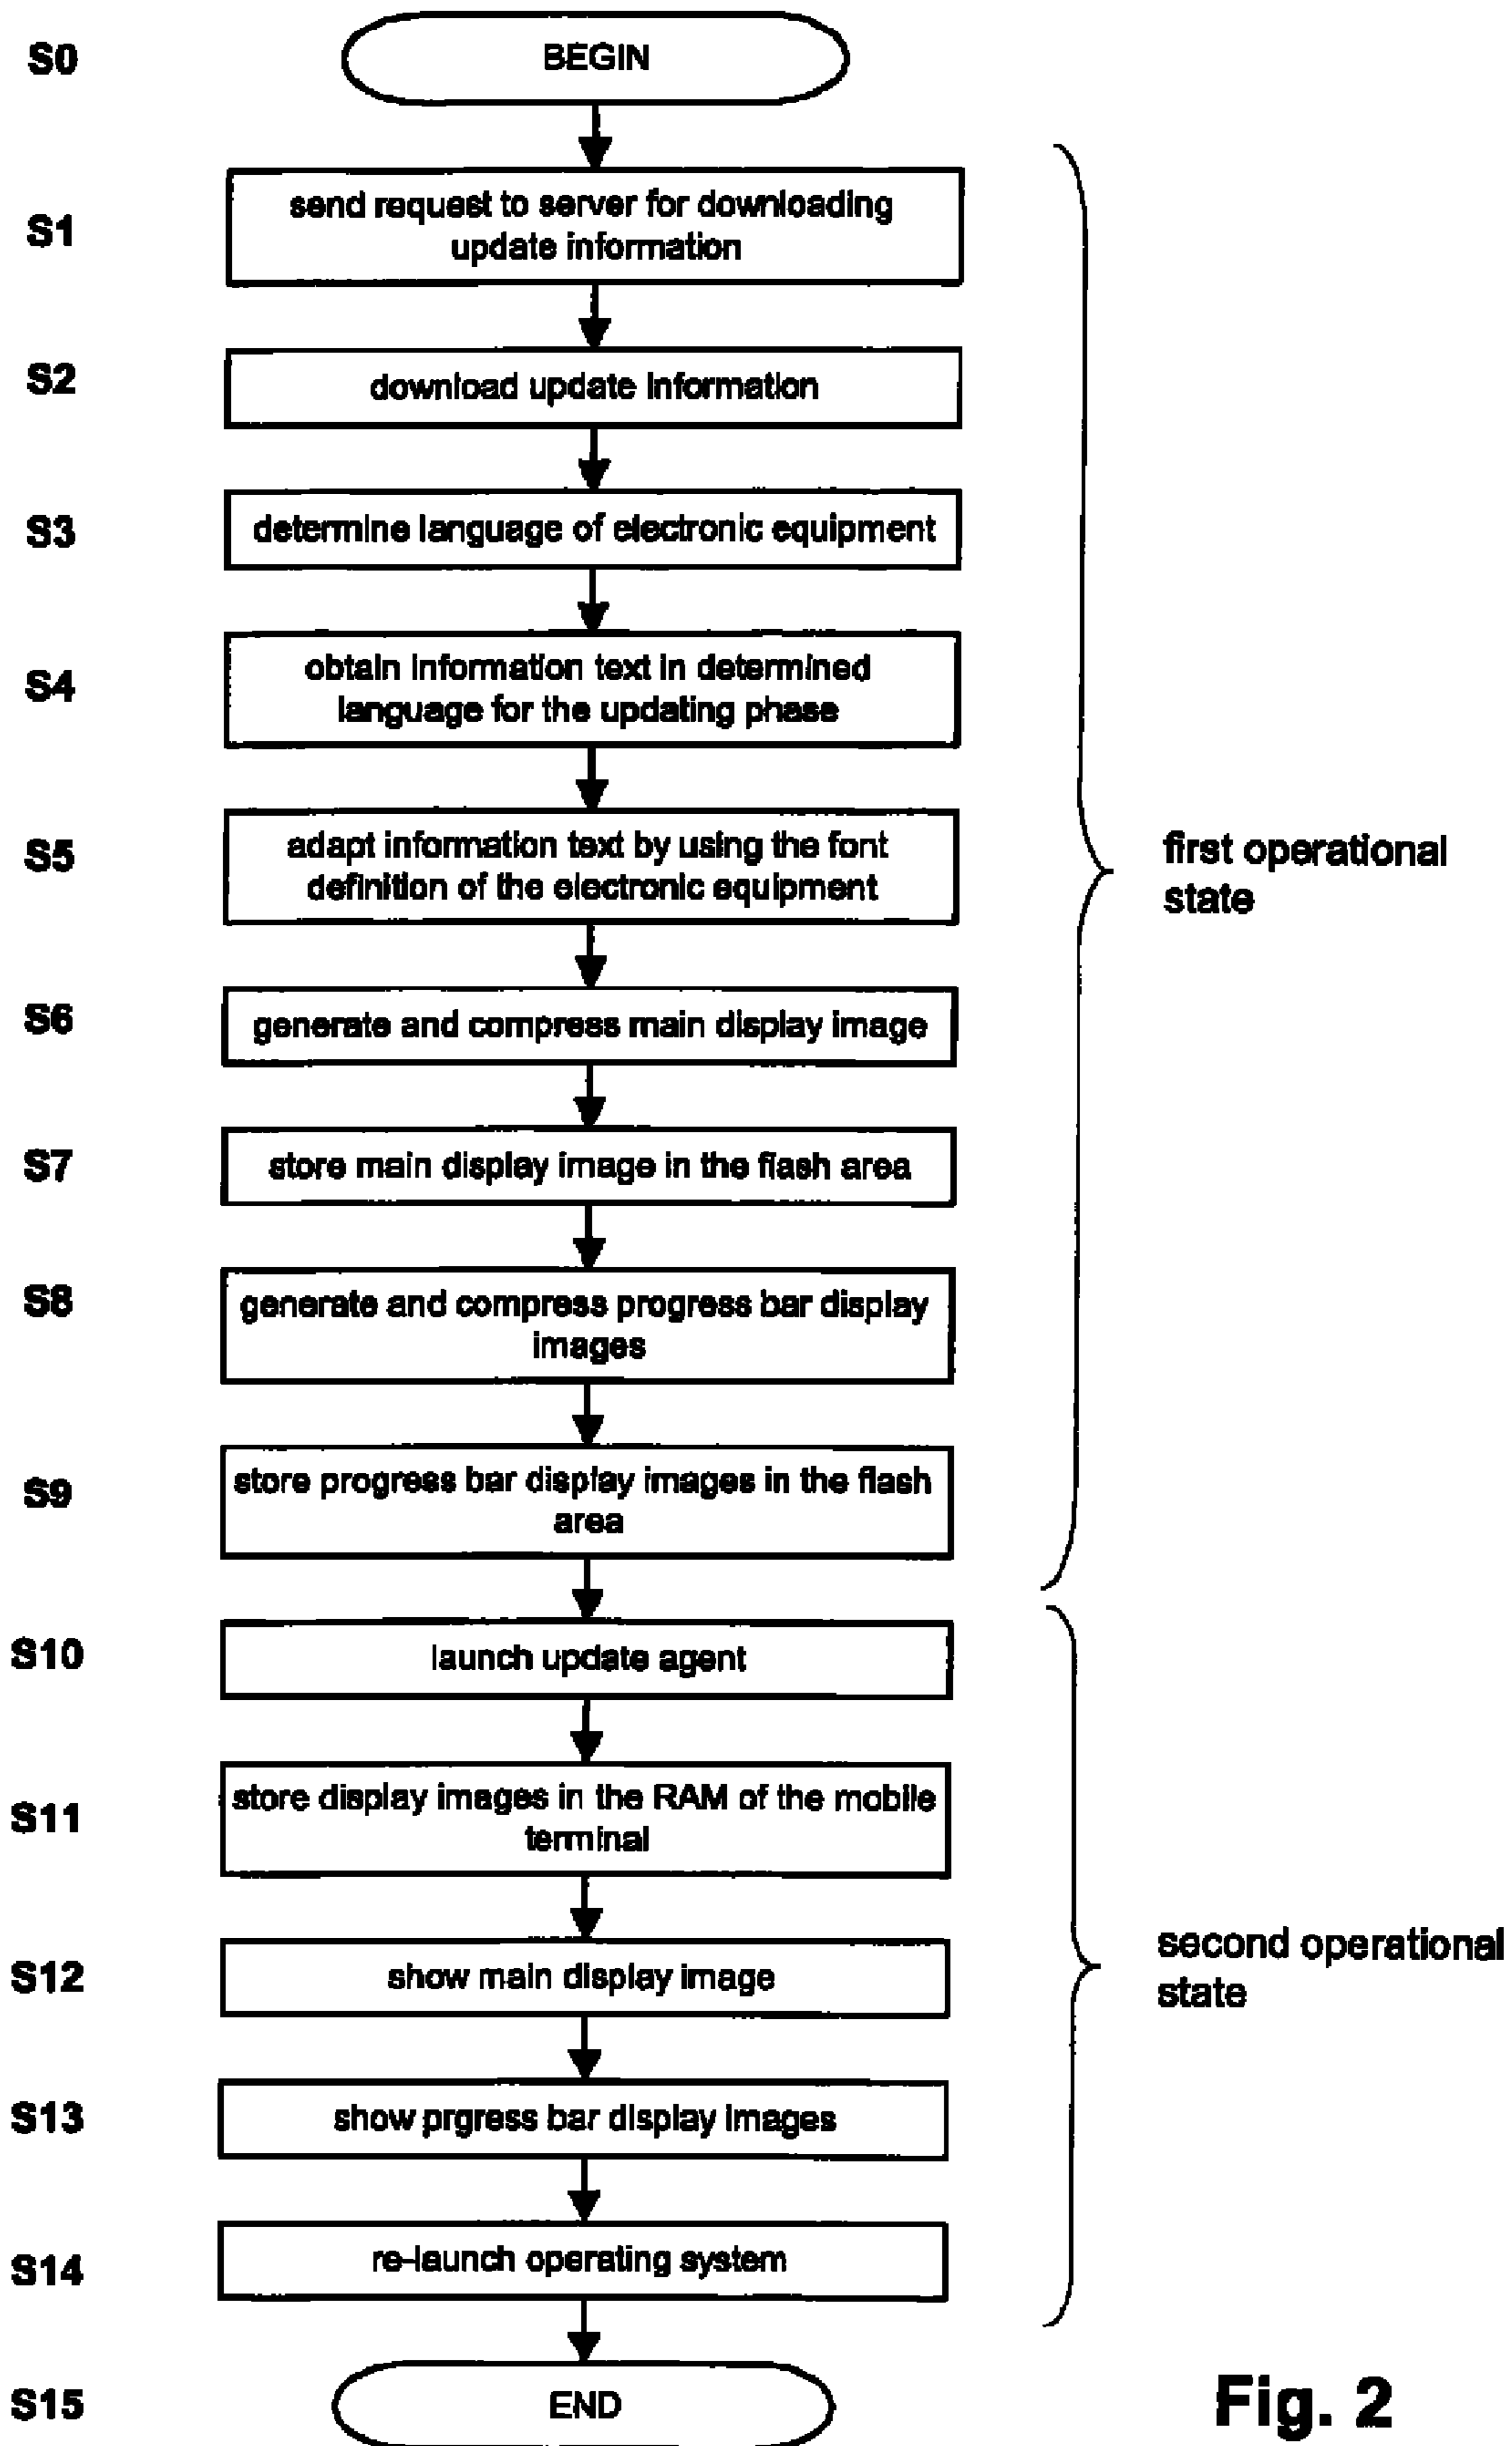 S0
BEGIN
S1
send request to server for downloading
update information
S2
download update information
S3
determine language of electronic equipment
S4
obtain information text in determined
language for the updating phase
S5
adapt information text by using the font
definition of the electronic equipment
S6
generate and compress main display image
S7
store main display image in the flash area
S8
generate and compress progress bar display
images
S9
store progress bar display images in the flash
area
first operational
state
S10
launch update agent
S11
store display images in the RAM of the mobile
terminal
S12
show main display image
S13
show prgress bar display images
S14
re-launch operating system
second operational
state
S15
END
Fig. 2